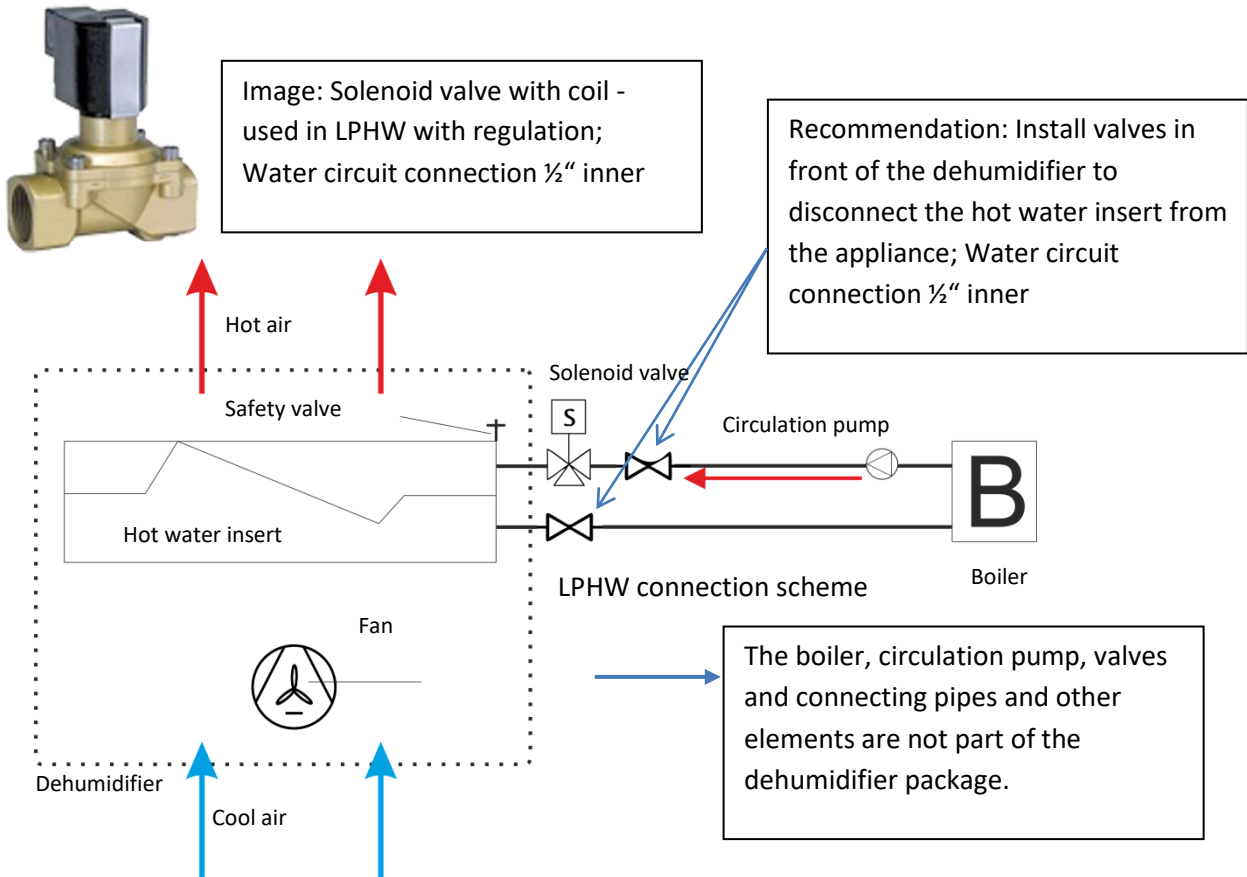 Image: Solenoid valve with coil -
used in LPHW with regulation;
Water circuit connection ½“ inner
Recommendation: Install valves in
front of the dehumidifier to
disconnect the hot water insert from
the appliance; Water circuit
connection ½“ inner
Hot air
Solenoid valve
Safety valve
S
Circulation pump
B
Hot water insert
LPHW connection scheme
Boiler
Fan
The boiler, circulation pump, valves
and connecting pipes and other
elements are not part of the
dehumidifier package.
Dehumidifier
Cool air